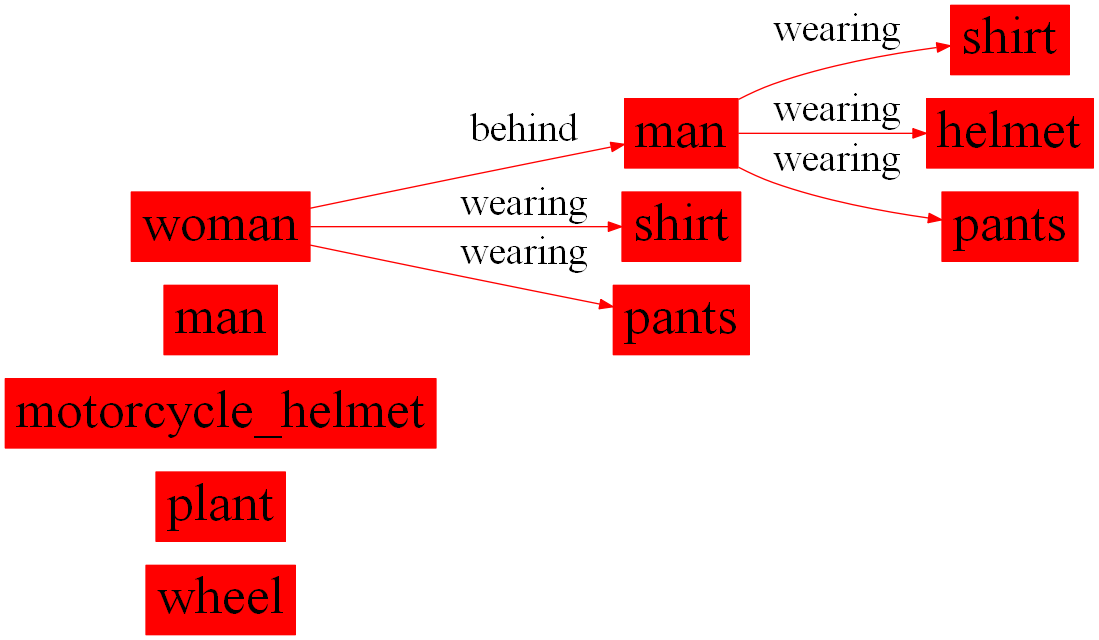 wearing
shirt
behind
man
wearing
helmet
wearing
woman
wearing
shirt
pants
wearing
man
pants
motorcycle_helmet
plant
wheel